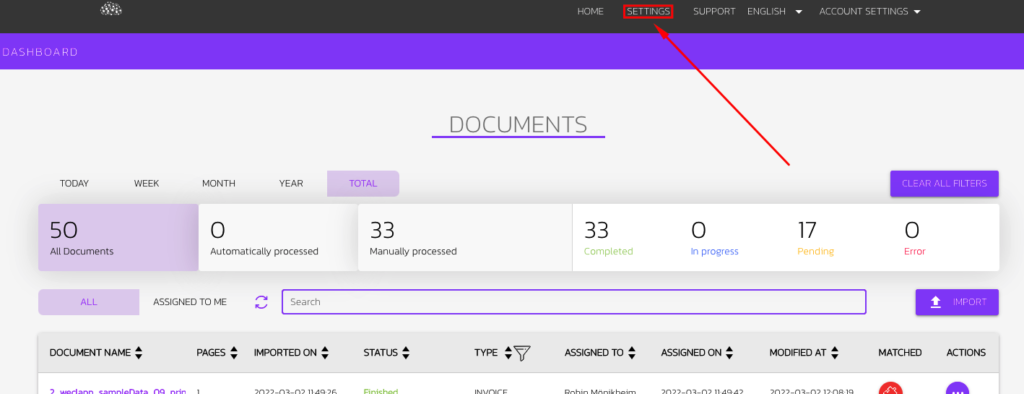 HOME SETTINGS SUPPORT ENGLISH ACCOUNT SETTINGS
DASHBOARD
DOCUMENTS
TODAY WEEK MONTH YEAR TOTAL CLEAR ALL FILTERS
50 0 33 33 0 17 0
All Documents Automatically processed Manually processed Completed In progress Pending Error
ALL ASSIGNED TO ME Search IMPORT
DOCUMENT NAME PAGES IMPORTED ON STATUS TYPE ASSIGNED TO ASSIGNED ON MODIFIED AT MATCHED ACTIONS
2_weclapp_sampleData_09_prin 1 2022-03-02 11:49:26 Finished INVOICE Robin Mönikheim 2022-03-02 11:49:42 2022-03-02 12:08:19